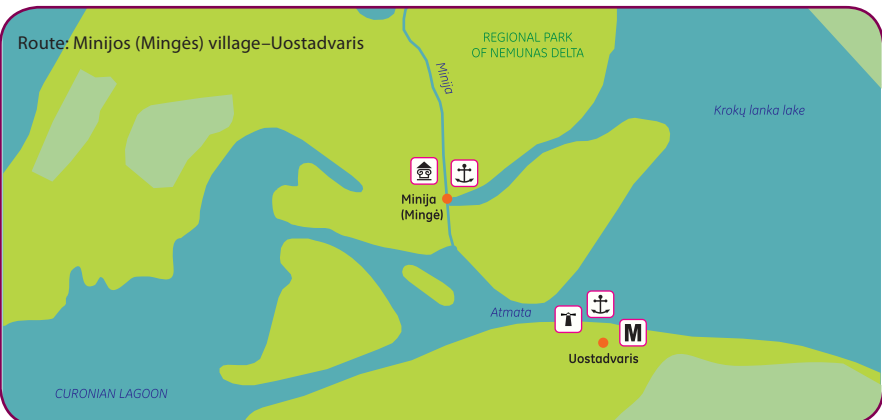 Route: Minijos (Mingės) village–Uostadvaris
REGIONAL PARK
OF NEMUNAS DELTA
Minija
Krokų lanka lake
Minija
(Mingė)
Atmata
M
Uostadvaris
CURONIAN LAGOON